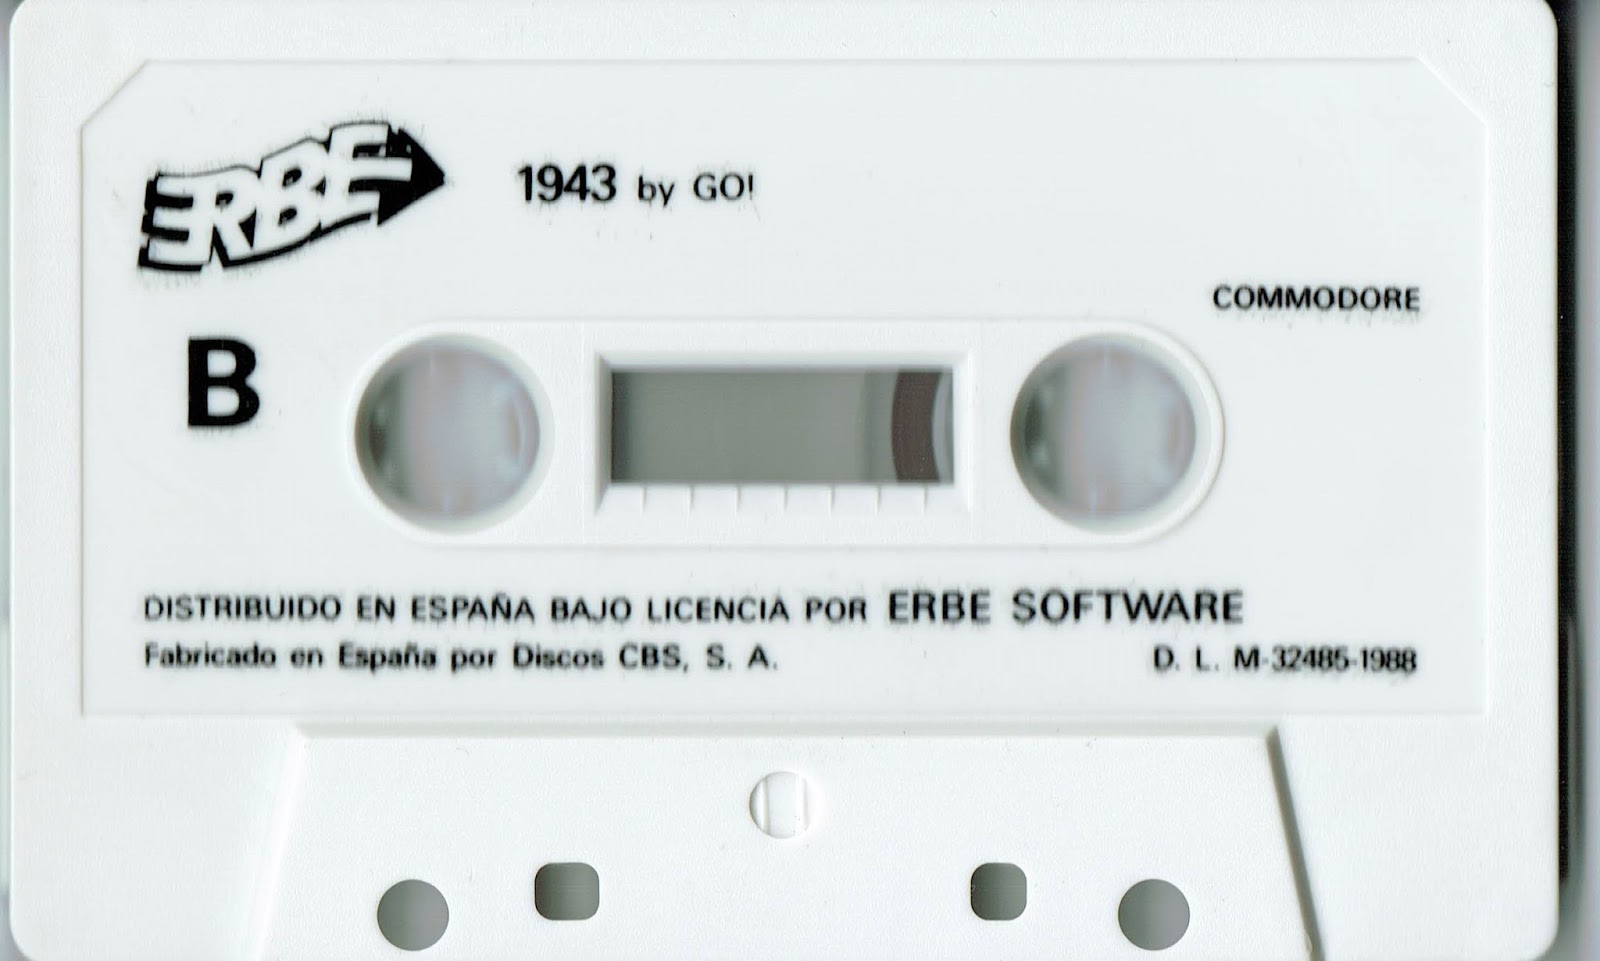 ERBE
1943 by GO!
COMMODORE
B
DISTRIBUIDO EN ESPAÑA BAJO LICENCIA POR ERBE SOFTWARE
Fabricado en España por Discos CBS, S. A.
D. L. M-32485-1988